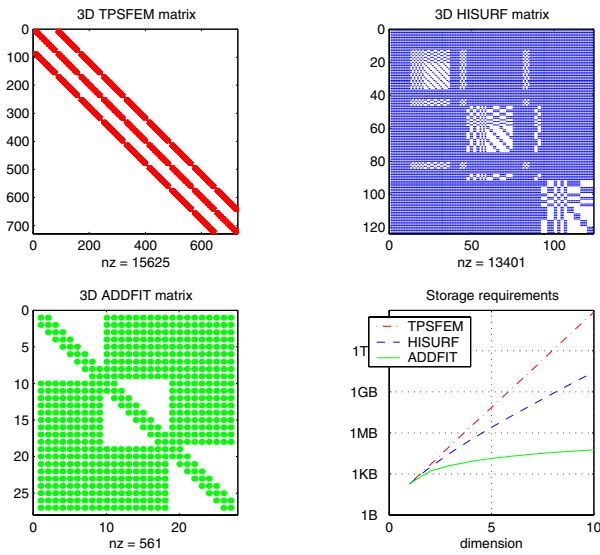 3D TPSFEM matrix
0
100
200
300
400
500
600
700
0 200 400 600
nz = 15625
3D HISURF matrix
0
20
40
60
80
100
120
0 50 100
nz = 13401
3D ADDFIT matrix
0
5
10
15
20
25
0 10 20
nz = 561
Storage requirements
TPSFEM
HISURF
ADDFIT
1T
1GB
1MB
1KB
1B
0 5 10
dimension